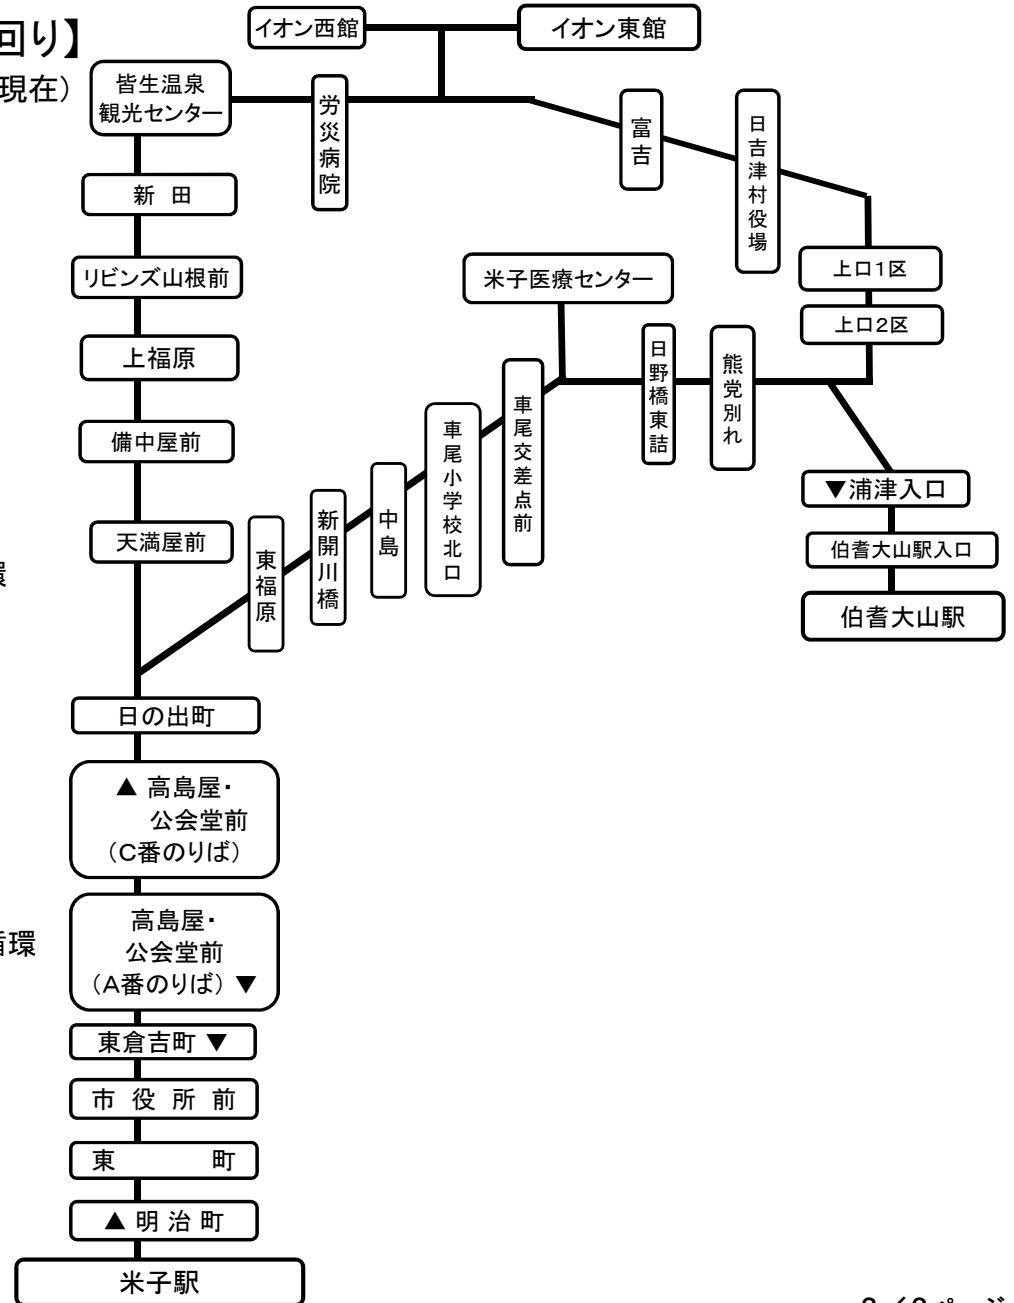 回り】
現在）
イオン西館
イオン東館
皆生温泉
観光センター
労災病院
富吉
日吉津村役場
新　田
リビンズ山根前
米子医療センター
上口１区
上口２区
上福原
日野橋東詰
熊党別れ
車尾交差点前
車尾小学校北口
備中屋前
中島
新開川橋
東福原
天満屋前
▼浦津入口
伯耆大山駅入口
伯耆大山駅
環
日の出町
▲ 高島屋・
公会堂前
（C番のりば）
高島屋・
公会堂前
（A番のりば）▼
循環
東倉吉町 ▼
市 役 所 前
東　　　町
▲ 明 治 町
米子駅